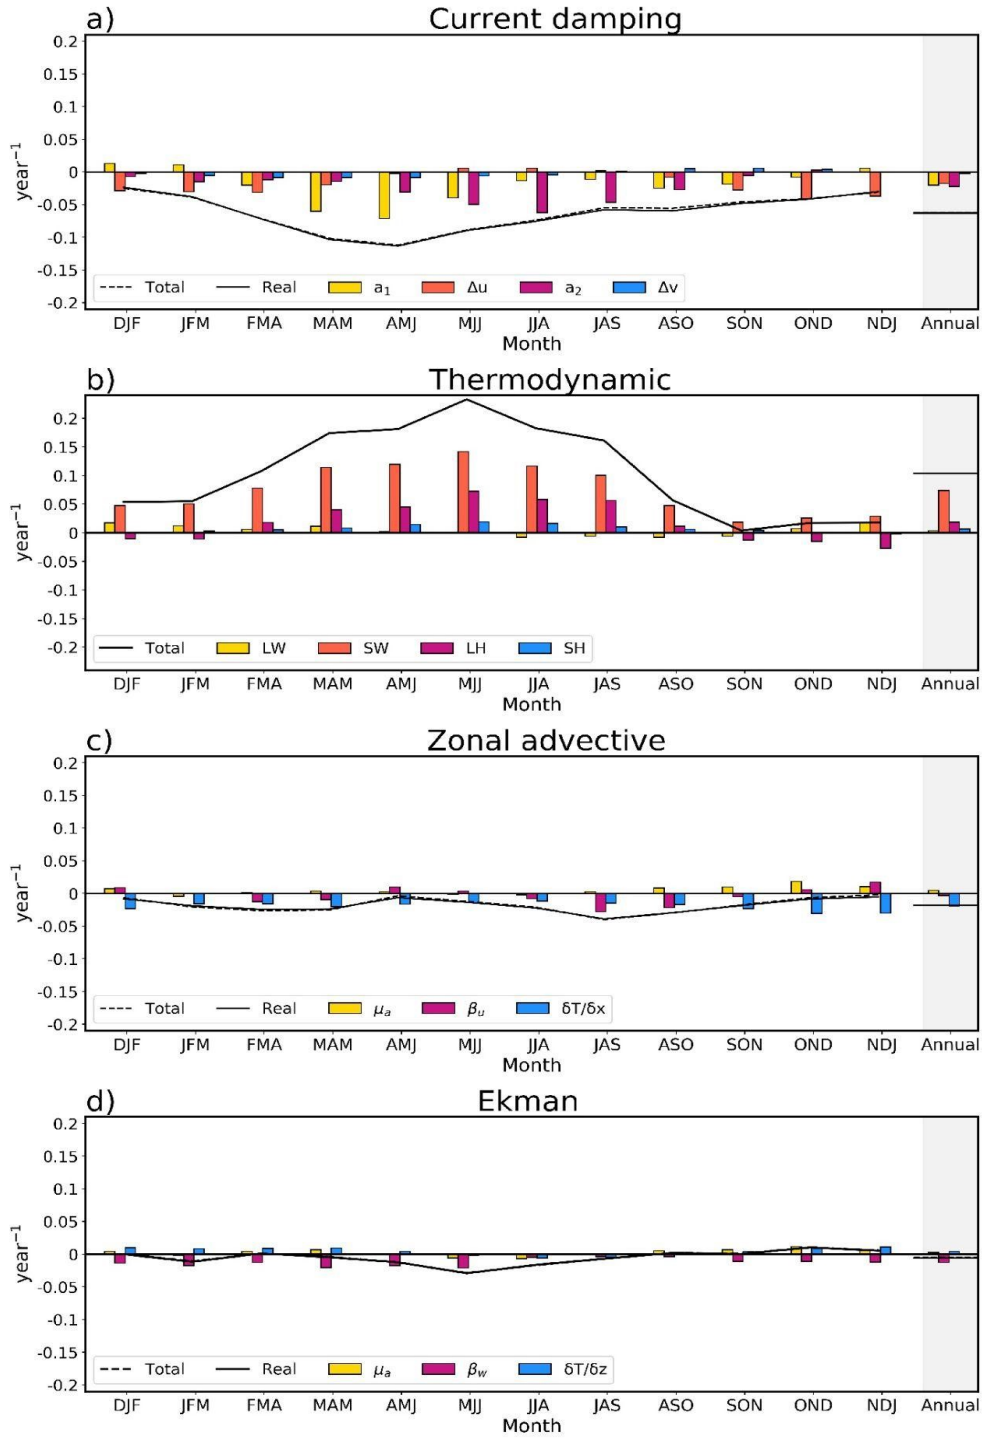 a) Current damping
0.2
0.15
0.1
0.05
0
-0.05
-0.1
-0.15
-0.2
year⁻¹
Total Real a₁ Δu a₂ Δv
DJF JFM FMA MAM AMJ MJJ JJA JAS ASO SON OND NDJ Annual
Month
b) Thermodynamic
0.2
0.15
0.1
0.05
0
-0.05
-0.1
-0.15
-0.2
year⁻¹
Total LW SW LH SH
DJF JFM FMA MAM AMJ MJJ JJA JAS ASO SON OND NDJ Annual
Month
c) Zonal advective
0.2
0.15
0.1
0.05
0
-0.05
-0.1
-0.15
-0.2
year⁻¹
Total Real μₐ βᵤ δT/δx
DJF JFM FMA MAM AMJ MJJ JJA JAS ASO SON OND NDJ Annual
Month
d) Ekman
0.2
0.15
0.1
0.05
0
-0.05
-0.1
-0.15
-0.2
year⁻¹
Total Real μₐ β_w δT/δz
DJF JFM FMA MAM AMJ MJJ JJA JAS ASO SON OND NDJ Annual
Month